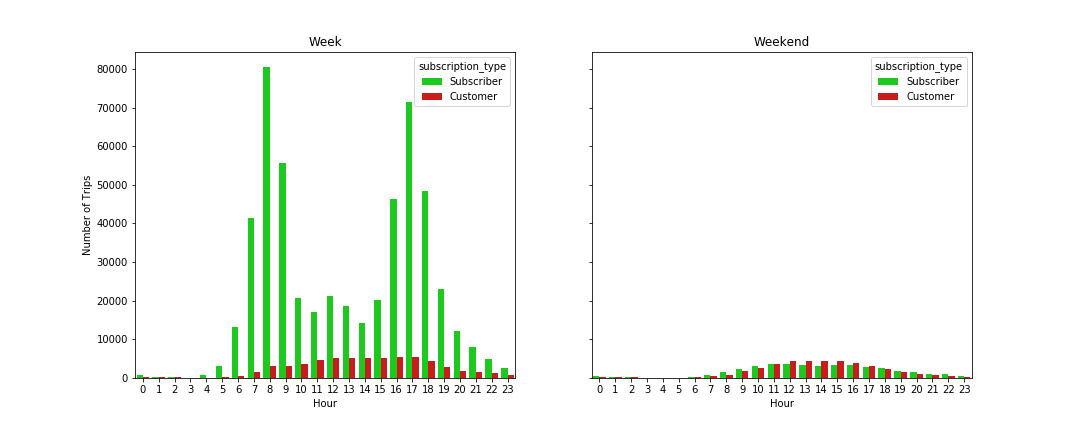 Week
Number of Trips
80000
70000
60000
50000
40000
30000
20000
10000
0
subscription_type
Subscriber
Customer
0 1 2 3 4 5 6 7 8 9 10 11 12 13 14 15 16 17 18 19 20 21 22 23
Hour
Weekend
subscription_type
Subscriber
Customer
0 1 2 3 4 5 6 7 8 9 10 11 12 13 14 15 16 17 18 19 20 21 22 23
Hour